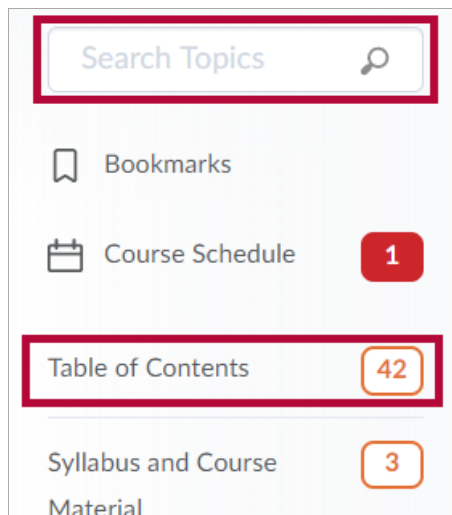 Search Topics
Bookmarks
Course Schedule
1
Table of Contents
42
Syllabus and Course
3
Material